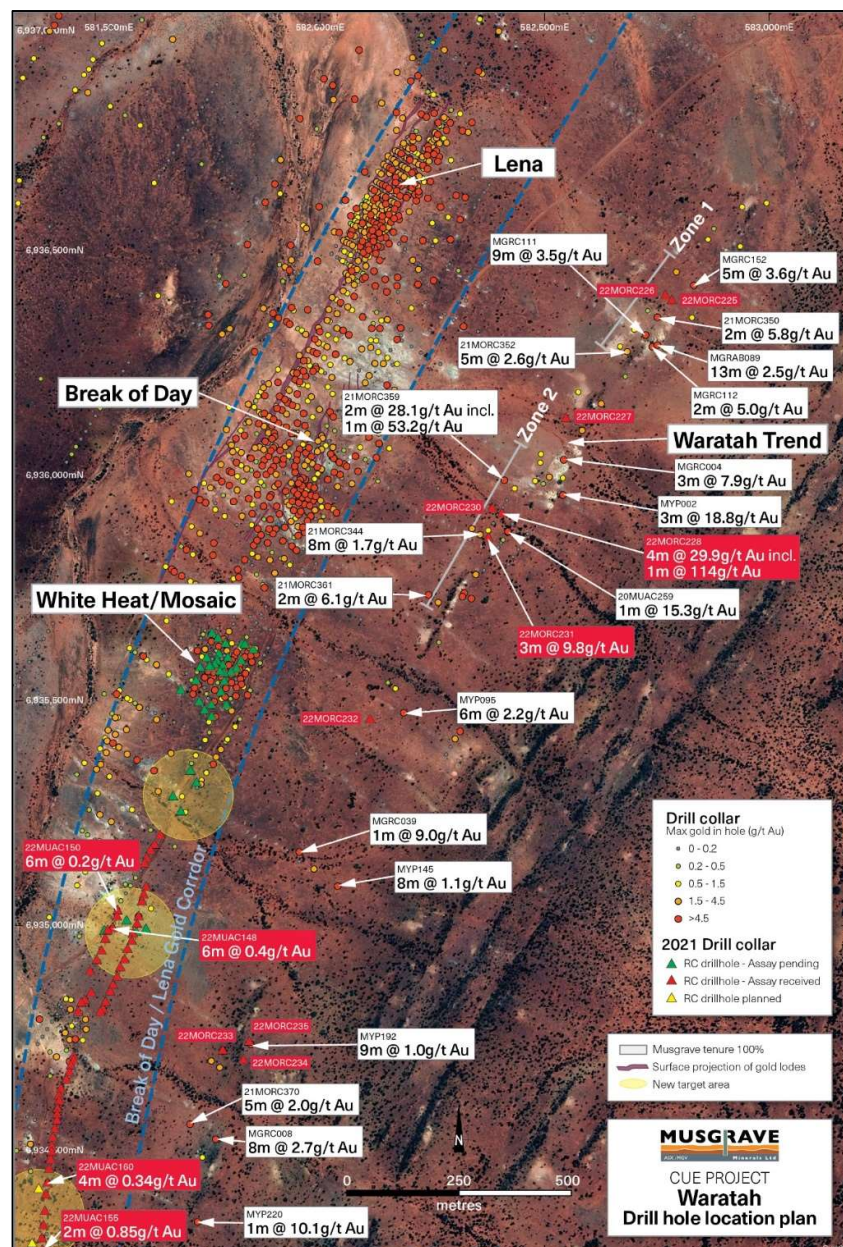 6,937,000mN
581,500mE
582,000mE
582,500mE
583,000mE
Lena
6,936,500mN
Zone 1
MGRC111
9m @ 3.5g/t Au
MGRC152
5m @ 3.6g/t Au
22MORC226
22MORC225
21MORC350
2m @ 5.8g/t Au
21MORC352
5m @ 2.6g/t Au
MGRAB089
13m @ 2.5g/t Au
MGRC112
2m @ 5.0g/t Au
Break of Day
21MORC359
2m @ 28.1g/t Au incl.
1m @ 53.2g/t Au
Zone 2
22MORC227
Waratah Trend
6,936,000mN
MGRC004
3m @ 7.9g/t Au
MYP002
3m @ 18.8g/t Au
22MORC230
21MORC344
8m @ 1.7g/t Au
22MORC228
4m @ 29.9g/t Au incl.
1m @ 114g/t Au
21MORC361
2m @ 6.1g/t Au
20MUAC259
1m @ 15.3g/t Au
White Heat/Mosaic
22MORC231
3m @ 9.8g/t Au
6,935,500mN
MYP095
6m @ 2.2g/t Au
22MORC232
MGRC039
1m @ 9.0g/t Au
22MUAC150
6m @ 0.2g/t Au
MYP145
8m @ 1.1g/t Au
6,935,000mN
22MUAC148
6m @ 0.4g/t Au
Break of Day / Lena Gold Corrdor
22MORC233
22MORC235
22MORC234
MYP192
9m @ 1.0g/t Au
21MORC370
5m @ 2.0g/t Au
MGRC008
8m @ 2.7g/t Au
22MUAC160
4m @ 0.34g/t Au
22MUAC155
2m @ 0.85g/t Au
MYP220
1m @ 10.1g/t Au
N
0 250 500
metres
Drill collar
Max gold in hole (g/t Au)
0 - 0.2
0.2 - 0.5
0.5 - 1.5
1.5 - 4.5
>4.5
2021 Drill collar
RC drillhole - Assay pending
RC drillhole - Assay received
RC drillhole planned
Musgrave tenure 100%
Surface projection of gold lodes
New target area
MUSGRAVE
Minerals Ltd
CUE PROJECT
Waratah
Drill hole location plan